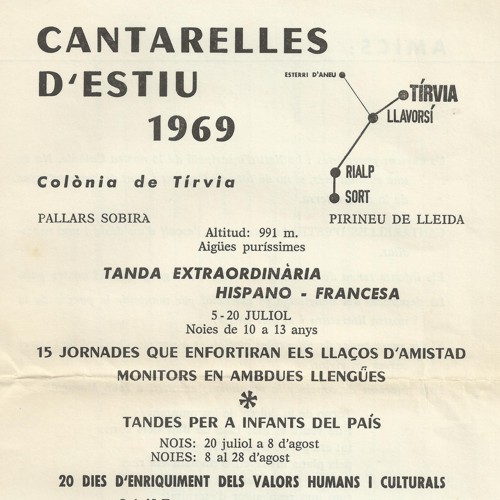 CANTARELLES
D'ESTIU
1969
ESTERRI D'ANEU
TÍRVIA
LLAVORSÍ
RIALP
SORT
Colònia de Tírvia
PALLARS SOBIRÀ
PIRINEU DE LLEIDA
Altitud: 991 m.
Aigües puríssimes
TANDA EXTRAORDINÀRIA
HISPANO - FRANCESA
5-20 JULIOL
Noies de 10 a 13 anys
15 JORNADES QUE ENFORTIRAN ELS LLAÇOS D'AMISTAD
MONITORS EN AMBDUES LLENGÜES
TANDES PER A INFANTS DEL PAÍS
NOIS: 20 juliol a 8 d'agost
NOIES: 8 al 28 d'agost
20 DIES D'ENRIQUIMENT DELS VALORS HUMANS I CULTURALS